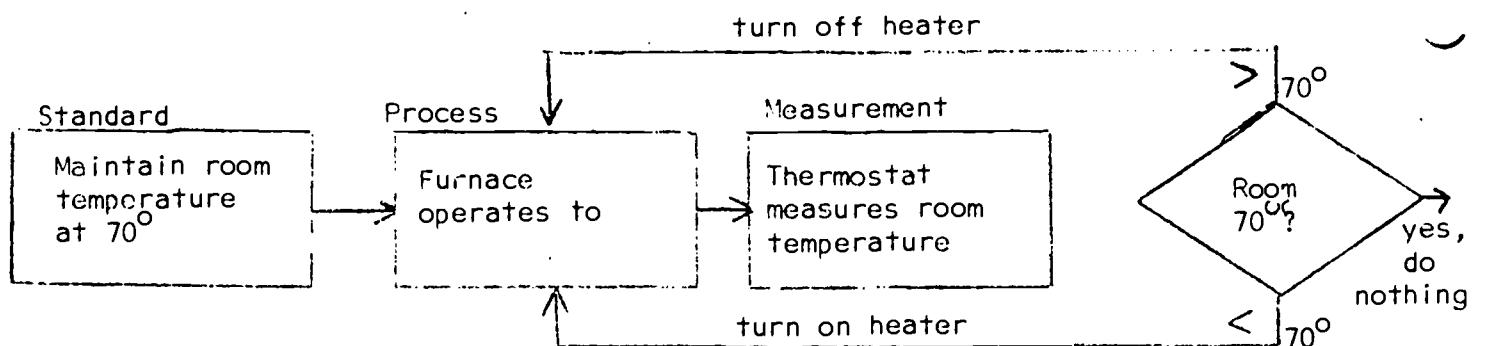 turn off heater
> 70°
Standard
Process
Measurement
Maintain room
temperature
at 70°
Furnace
operates to
Thermostat
measures room
temperature
Room
70°?
yes,
do
nothing
turn on heater
< 70°